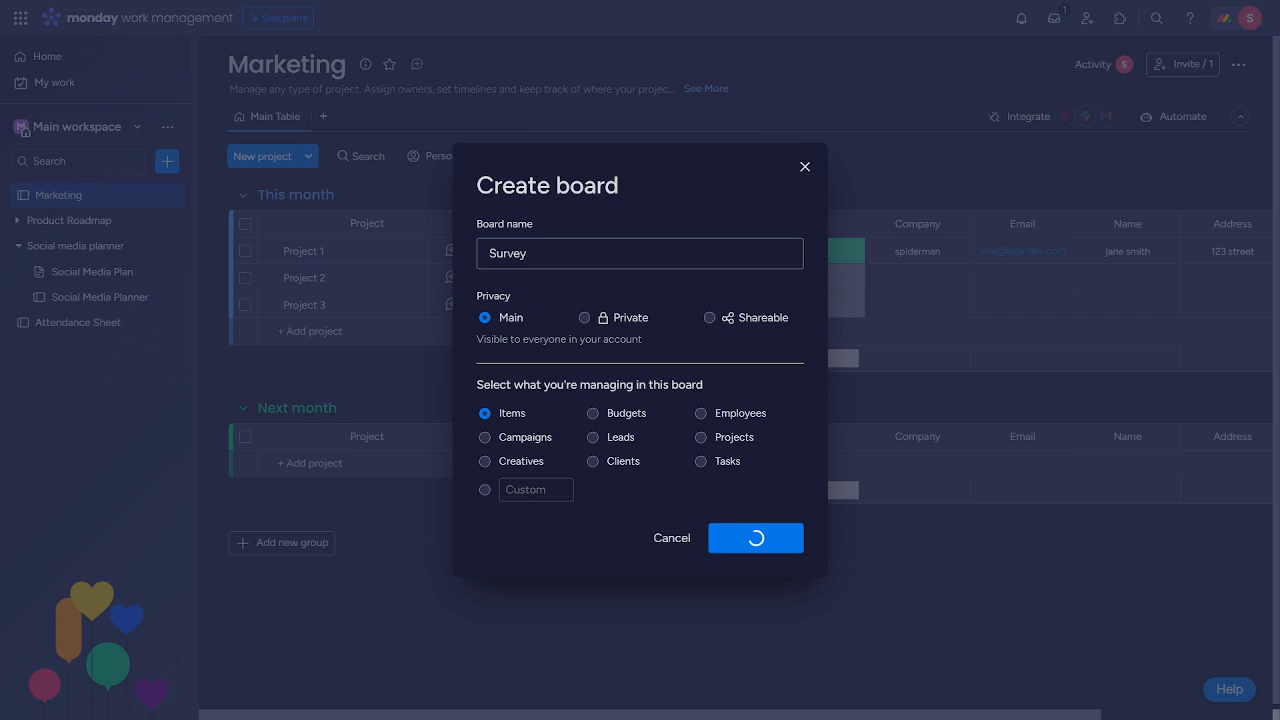 monday work management
See plans
1
S
Home
My work
Main workspace
M
Search
Marketing
Product Roadmap
Social media planner
Social Media Plan
Social Media Planner
Attendance Sheet
Marketing
Activity S
Invite / 1
Manage any type of project. Assign owners, set timelines and keep track of where your projec... See More
Main Table
Integrate
Automate
New project
Search
Perso
This month
Project Company Email Name Address
Project 1 spiderman jane@example.com jane smith 123 street
Project 2
Project 3
+ Add project
Next month
Project Company Email Name Address
+ Add project
Add new group
Create board
Board name
Survey
Privacy
Main Private Shareable
Visible to everyone in your account
Select what you're managing in this board
Items Budgets Employees
Campaigns Leads Projects
Creatives Clients Tasks
Custom
Cancel
Help